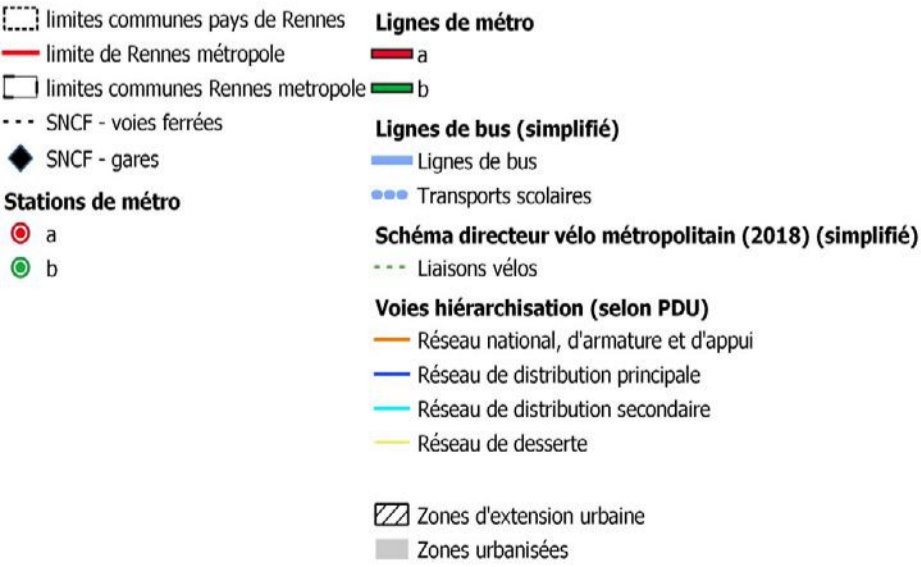 limites communes pays de Rennes
limite de Rennes métropole
limites communes Rennes metropole
SNCF - voies ferrées
SNCF - gares
Stations de métro
a
b
Lignes de métro
a
b
Lignes de bus (simplifié)
Lignes de bus
Transports scolaires
Schéma directeur vélo métropolitain (2018) (simplifié)
Liaisons vélos
Voies hiérarchisation (selon PDU)
Réseau national, d'armature et d'appui
Réseau de distribution principale
Réseau de distribution secondaire
Réseau de desserte
Zones d'extension urbaine
Zones urbanisées